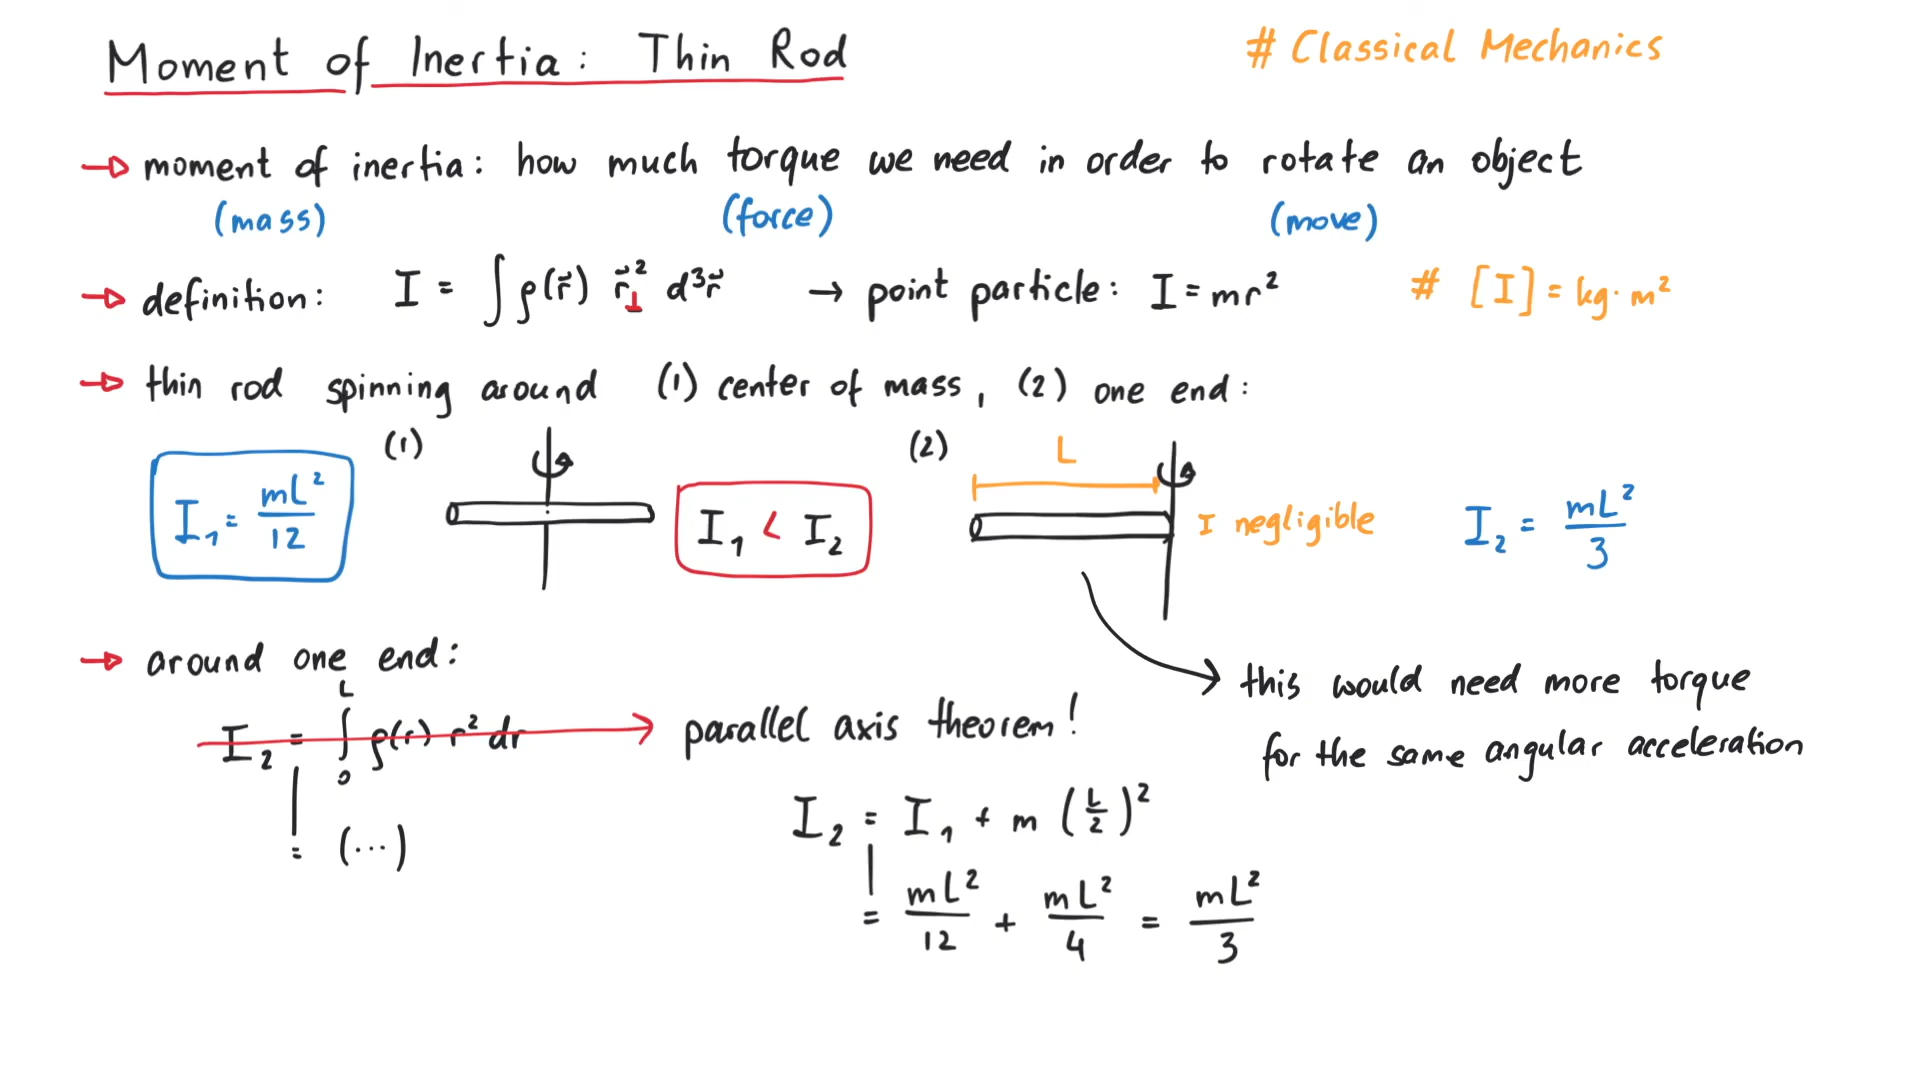 Moment of Inertia: Thin Rod
# Classical Mechanics
→ moment of inertia: how much torque we need in order to rotate an object
(mass) (force) (move)
→ definition: I = ∫ρ(r⃗) r⃗⊥² d³r⃗ → point particle: I = mr² # [I] = kg·m²
→ thin rod spinning around (1) center of mass, (2) one end:
(1)
I₁ = mL²/12
I₁ < I₂
(2)
L
I negligible
I₂ = mL²/3
→ around one end:
I₂ = ∫₀ᴸ ρ(r) r² dr
= (...)
parallel axis theorem!
this would need more torque
for the same angular acceleration
I₂ = I₁ + m (L/2)²
= mL²/12 + mL²/4 = mL²/3